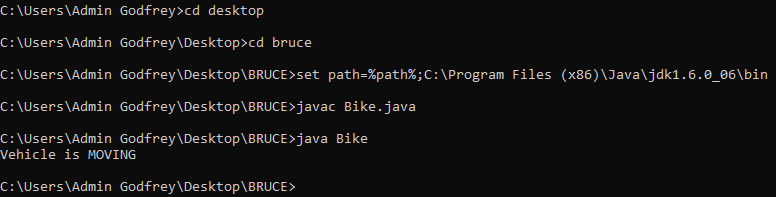 C:\Users\Admin Godfrey>cd desktop
C:\Users\Admin Godfrey\Desktop>cd bruce
C:\Users\Admin Godfrey\Desktop\BRUCE>set path=%path%;C:\Program Files (x86)\Java\jdk1.6.0_06\bin
C:\Users\Admin Godfrey\Desktop\BRUCE>javac Bike.java
C:\Users\Admin Godfrey\Desktop\BRUCE>java Bike
Vehicle is MOVING
C:\Users\Admin Godfrey\Desktop\BRUCE>